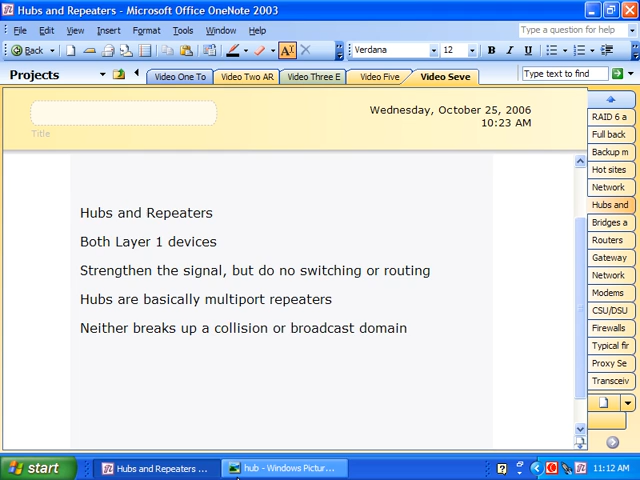 Hubs and Repeaters - Microsoft Office OneNote 2003
File Edit View Insert Format Tools Window Help
Type a question for help
Back
Verdana
12
B I U
Projects
Video One To
Video Two AR
Video Three E
Video Five
Video Seve
Type text to find
Title
Wednesday, October 25, 2006
10:23 AM
Hubs and Repeaters
Both Layer 1 devices
Strengthen the signal, but do no switching or routing
Hubs are basically multiport repeaters
Neither breaks up a collision or broadcast domain
RAID 6 a
Full back
Backup m
Hot sites
Network
Hubs and
Bridges a
Routers
Gateway
Network
Modems
CSU/DSU
Firewalls
Typical fir
Proxy Se
Transceiv
start
Hubs and Repeaters ...
hub - Windows Pictur...
11:12 AM